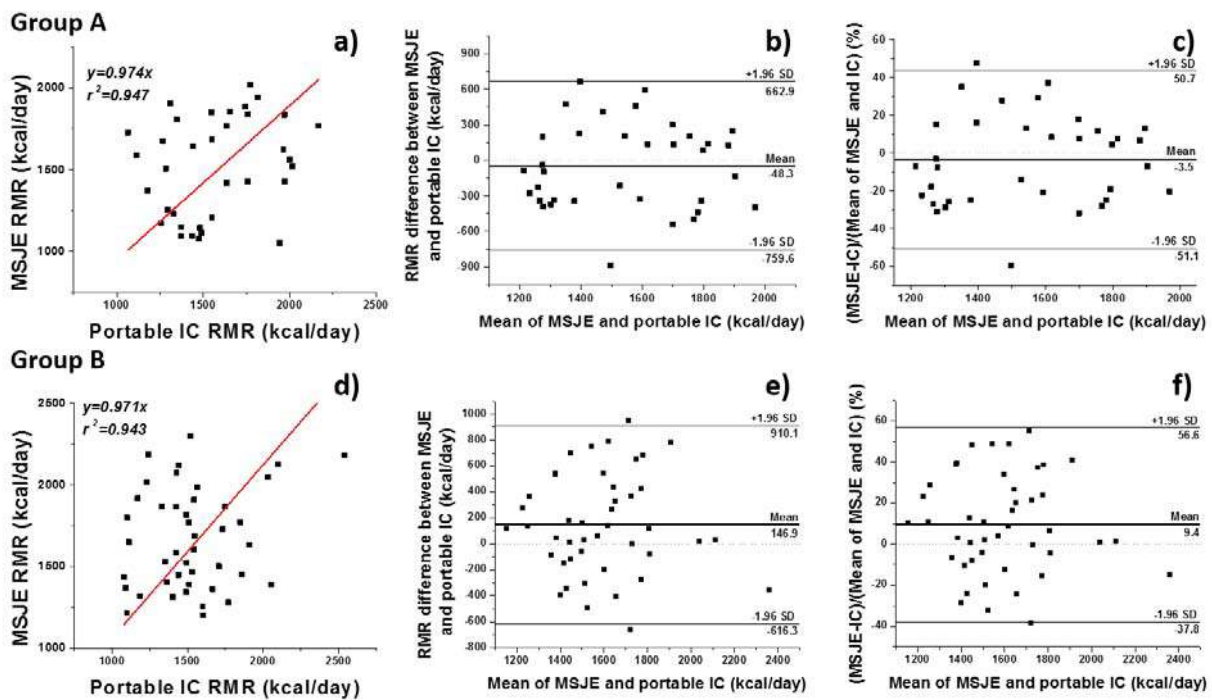 Group A
a)
y=0.974x
r²=0.947
MSJE RMR (kcal/day)
2000
1500
1000
1000 1500 2000 2500
Portable IC RMR (kcal/day)
b)
RMR difference between MSJE
and portable IC (kcal/day)
900
600
300
0
-300
-600
-900
+1.96 SD
662.9
Mean
-48.3
-1.96 SD
-759.6
1200 1400 1600 1800 2000
Mean of MSJE and portable IC (kcal/day)
c)
(MSJE-IC)/(Mean of MSJE and IC) (%)
60
40
20
0
-20
-40
-60
+1.96 SD
50.7
Mean
-3.5
-1.96 SD
-51.1
1200 1400 1600 1800 2000
Mean of MSJE and portable IC (kcal/day)
Group B
d)
y=0.971x
r²=0.943
MSJE RMR (kcal/day)
2500
2000
1500
1000
1000 1500 2000 2500
Portable IC RMR (kcal/day)
e)
RMR difference between MSJE
and portable IC (kcal/day)
1000
800
600
400
200
0
-200
-400
-600
-800
+1.96 SD
910.1
Mean
146.9
-1.96 SD
-616.3
1200 1400 1600 1800 2000 2200 2400
Mean of MSJE and portable IC (kcal/day)
f)
(MSJE-IC)/(Mean of MSJE and IC) (%)
60
40
20
0
-20
-40
+1.96 SD
56.6
Mean
9.4
-1.96 SD
-37.8
1200 1400 1600 1800 2000 2200 2400
Mean of MSJE and portable IC (kcal/day)